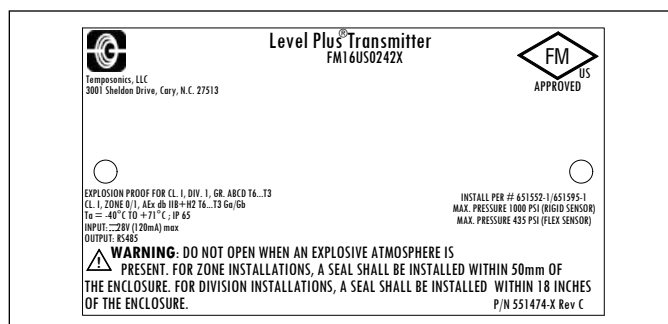 Level Plus® Transmitter
FM16US0242X
FM
US
APPROVED
Temposonics, LLC
3001 Sheldon Drive, Cary, N.C. 27513
EXPLOSION PROOF FOR CL. I, DIV. 1, GR. ABCD T6...T3
CL. I, ZONE 0/1, AEx db IIB+H2 T6...T3 Ga/Gb
Ta = -40°C TO +71°C ; IP 65
INPUT: ⎓28V (120mA) max
OUTPUT: RS485
INSTALL PER # 651552-1/651595-1
MAX. PRESSURE 1000 PSI (RIGID SENSOR)
MAX. PRESSURE 435 PSI (FLEX SENSOR)
WARNING: DO NOT OPEN WHEN AN EXPLOSIVE ATMOSPHERE IS
PRESENT. FOR ZONE INSTALLATIONS, A SEAL SHALL BE INSTALLED WITHIN 50mm OF
THE ENCLOSURE. FOR DIVISION INSTALLATIONS, A SEAL SHALL BE INSTALLED WITHIN 18 INCHES
OF THE ENCLOSURE.
P/N 551474-X Rev C